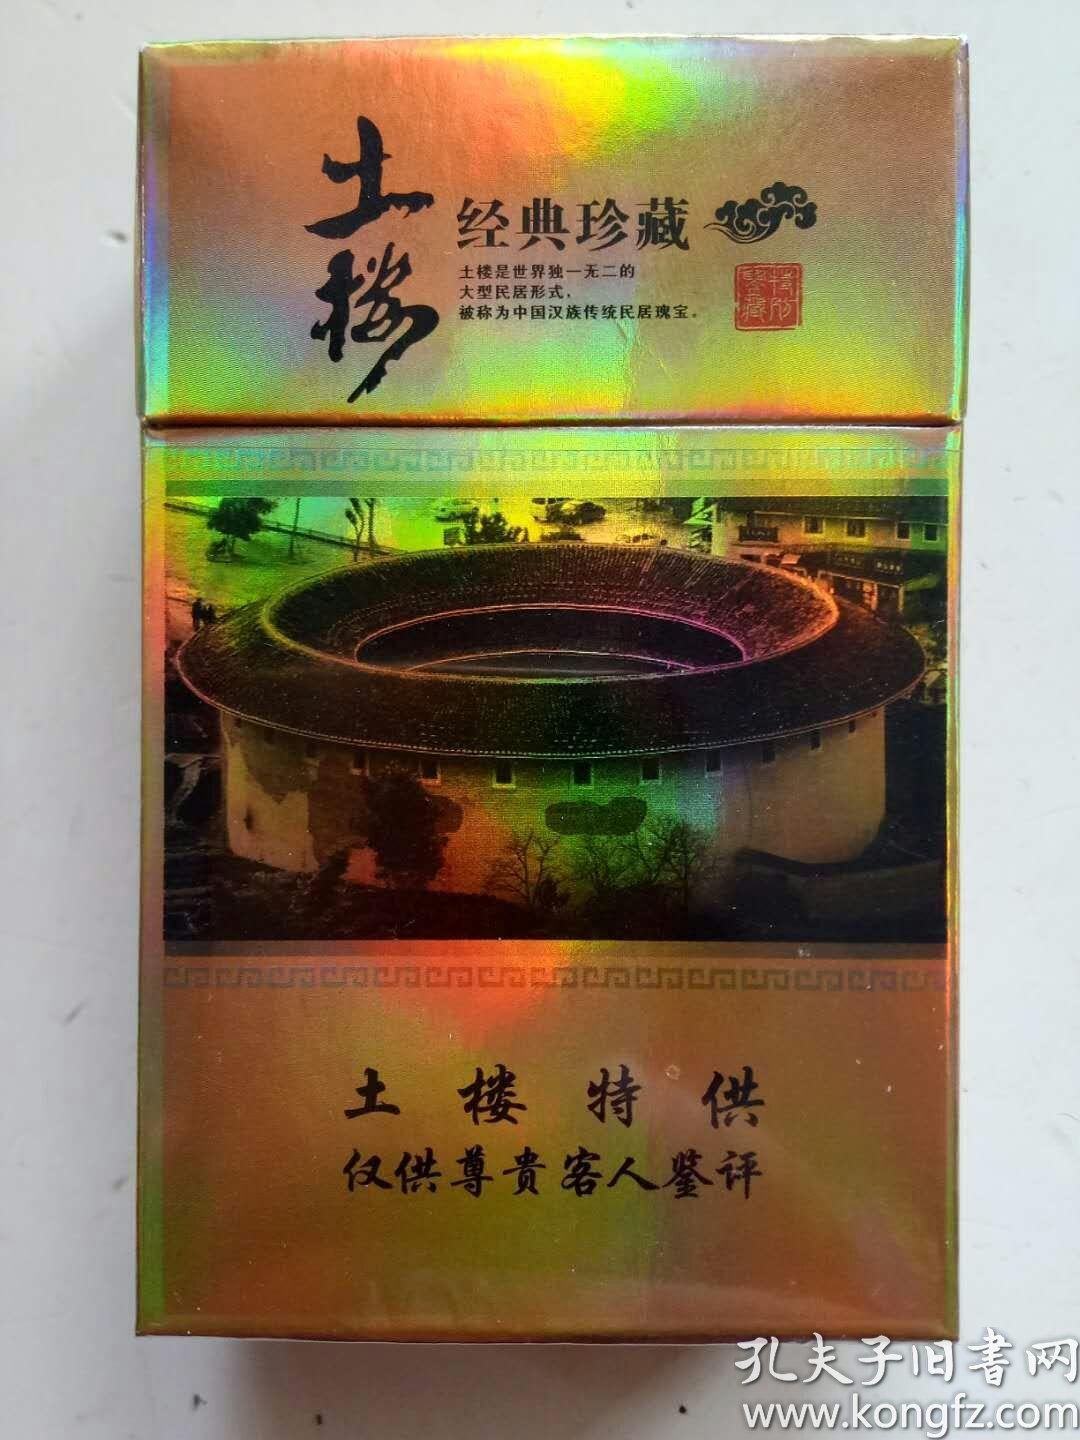 土楼
经典珍藏
土楼是世界独一无二的
大型民居形式，
被称为中国汉族传统民居瑰宝。
土楼特供
仅供尊贵客人鉴评
孔夫子旧書网
www.kongfz.com